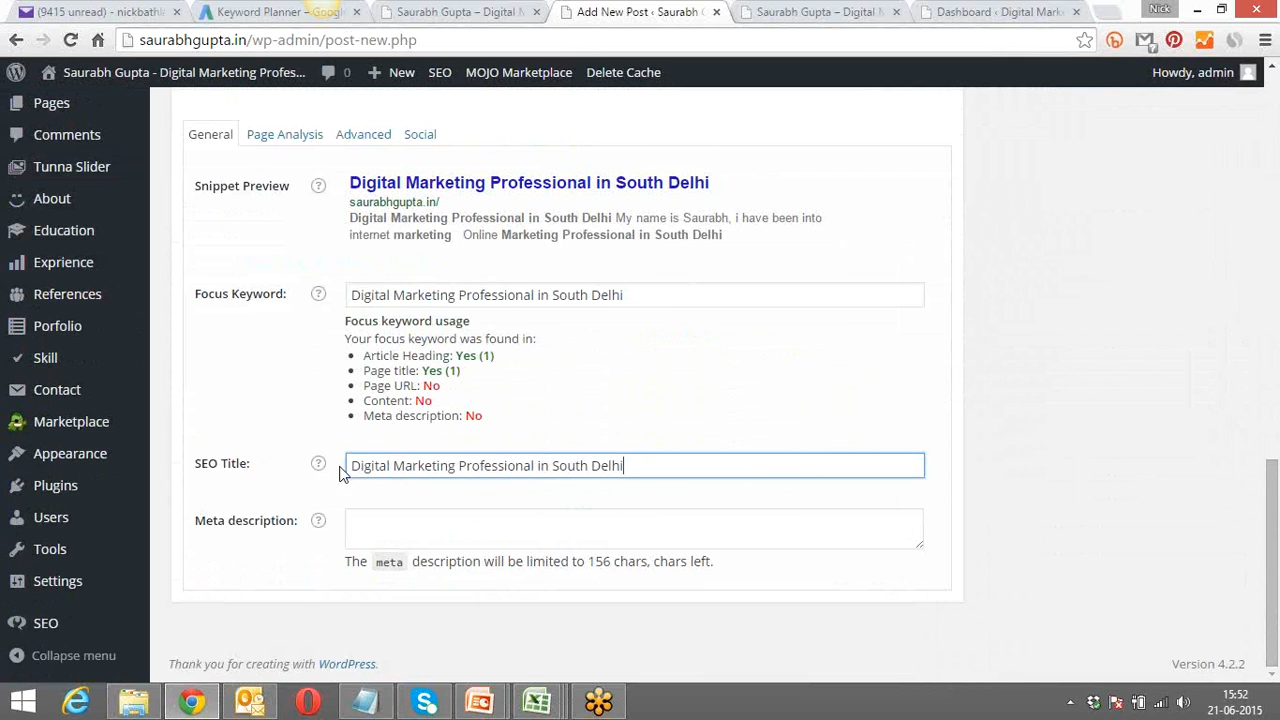 (9415 unread) - nickbathl
Keyword Planner – Googl
Saurabh Gupta – Digital M
Add New Post ‹ Saurabh G
Saurabh Gupta – Digital M
Dashboard ‹ Digital Marke
Nick
saurabhgupta.in/wp-admin/post-new.php
Saurabh Gupta - Digital Marketing Profes...
0
New
SEO
MOJO Marketplace
Delete Cache
Howdy, admin
Pages
Comments
Tunna Slider
About
Education
Exprience
References
Porfolio
Skill
Contact
Marketplace
Appearance
Plugins
Users
Tools
Settings
SEO
Collapse menu
General
Page Analysis
Advanced
Social
Snippet Preview
?
Digital Marketing Professional in South Delhi
saurabhgupta.in/
Digital Marketing Professional in South Delhi My name is Saurabh, i have been into
internet marketing Online Marketing Professional in South Delhi
Focus Keyword:
?
Digital Marketing Professional in South Delhi
Focus keyword usage
Your focus keyword was found in:
Article Heading: Yes (1)
Page title: Yes (1)
Page URL: No
Content: No
Meta description: No
SEO Title:
?
Digital Marketing Professional in South Delhi
Meta description:
?
The meta description will be limited to 156 chars, chars left.
Thank you for creating with WordPress.
Version 4.2.2
15:52
21-06-2015